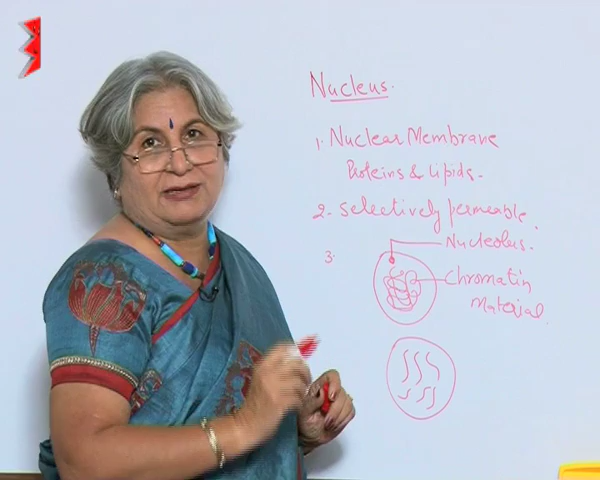 Nucleus.
1. Nuclear Membrane
Proteins & Lipids.
2. Selectively permeable.
Nucleolus.
3.
Chromatin
Material.